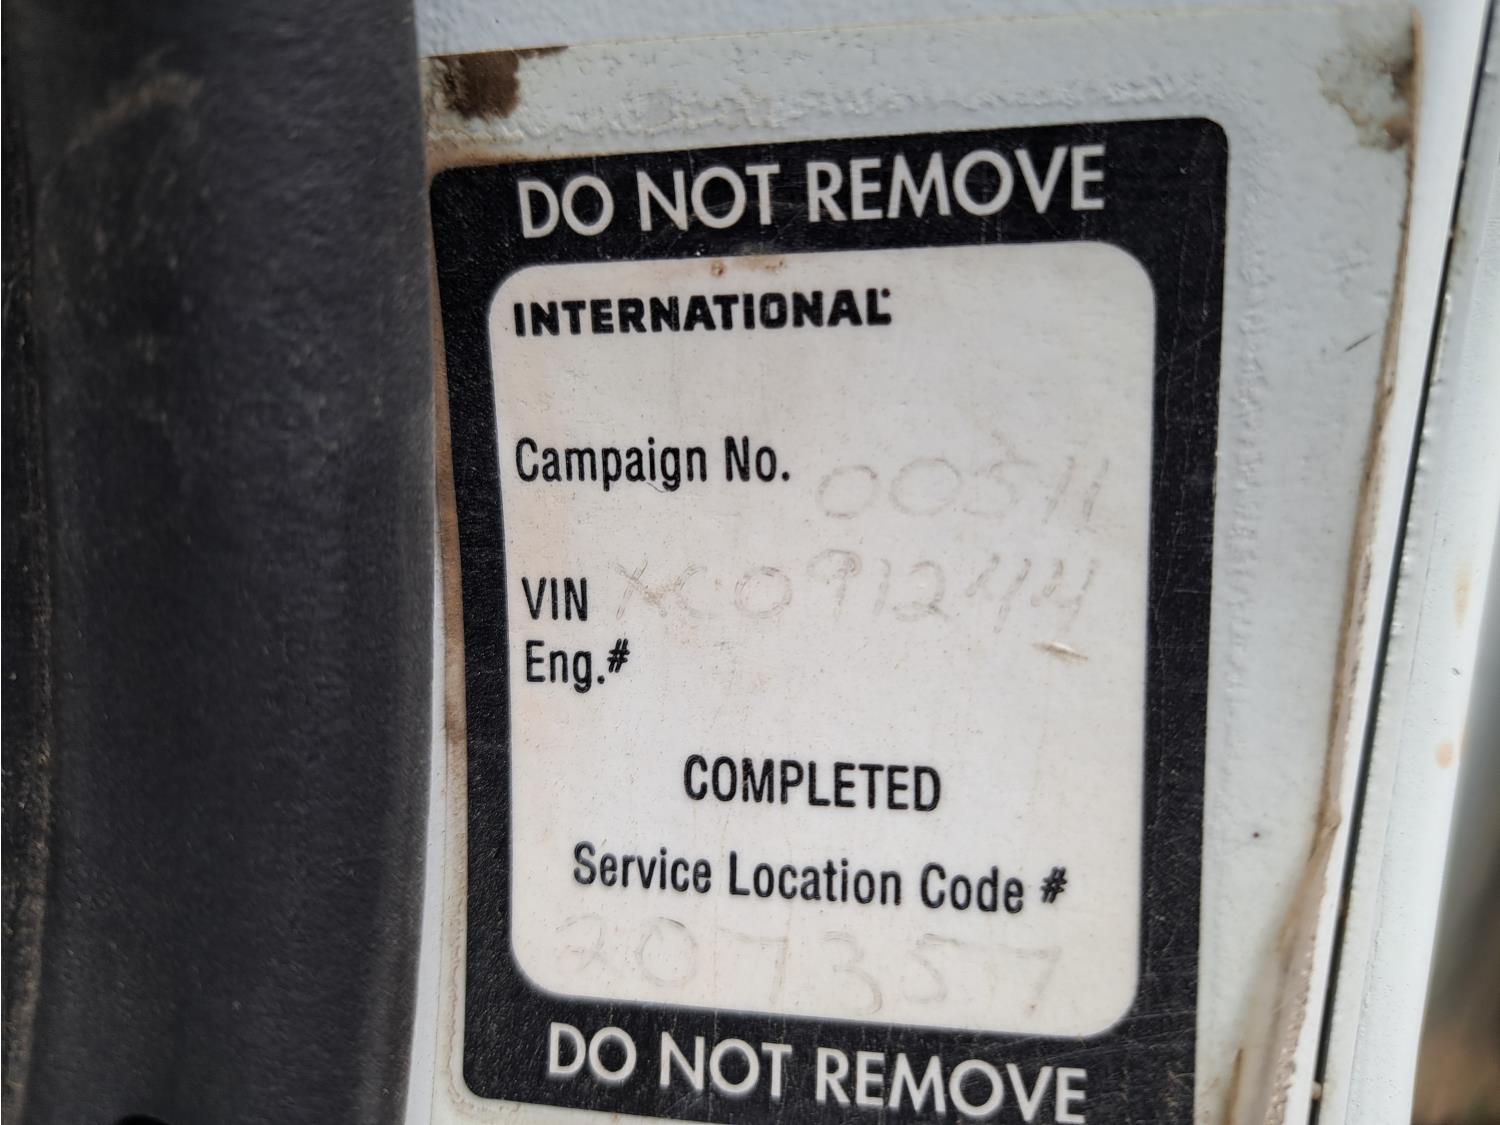 DO NOT REMOVE
INTERNATIONAL®
Campaign No. 00511
VIN XC091244
Eng.#
COMPLETED
Service Location Code #
207357
DO NOT REMOVE